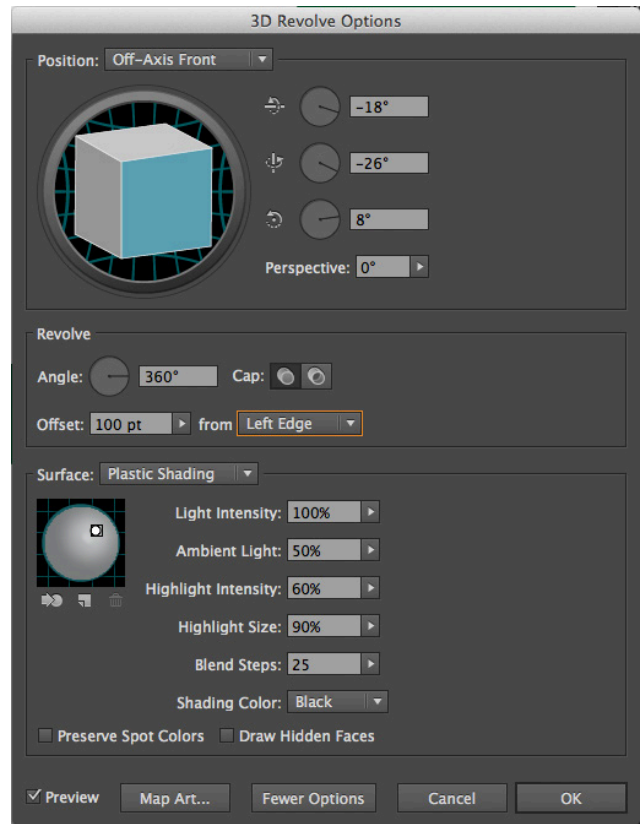 3D Revolve Options
Position: Off-Axis Front
-18°
-26°
8°
Perspective: 0°
Revolve
Angle: 360° Cap:
Offset: 100 pt from Left Edge
Surface: Plastic Shading
Light Intensity: 100%
Ambient Light: 50%
Highlight Intensity: 60%
Highlight Size: 90%
Blend Steps: 25
Shading Color: Black
Preserve Spot Colors Draw Hidden Faces
Preview Map Art... Fewer Options Cancel OK